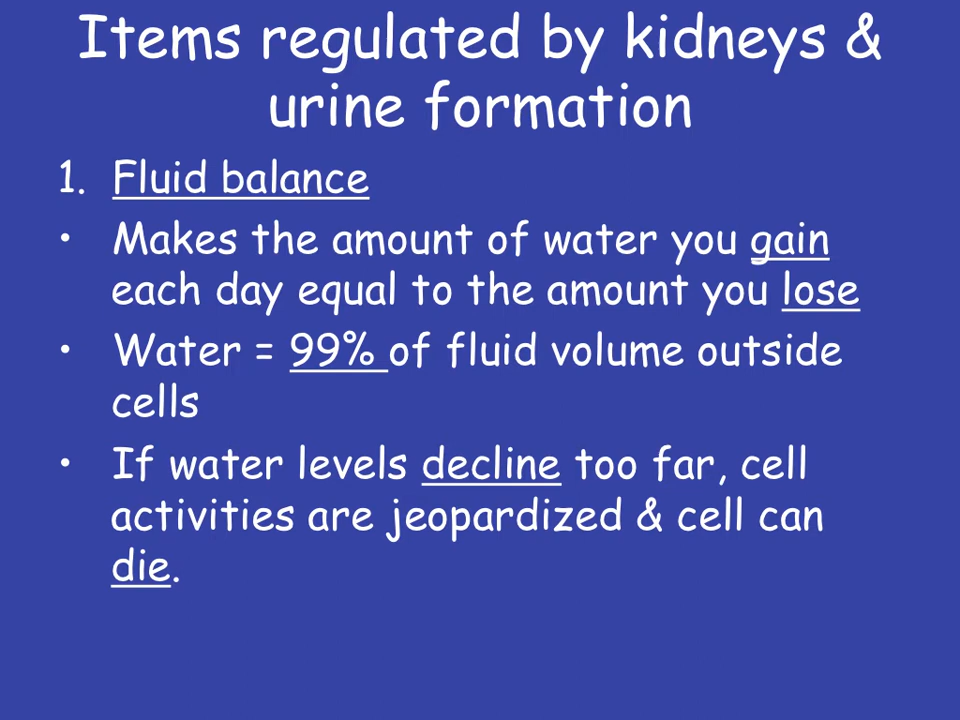 Items regulated by kidneys &
urine formation
1. Fluid balance
• Makes the amount of water you gain
each day equal to the amount you lose
• Water = 99% of fluid volume outside
cells
• If water levels decline too far, cell
activities are jeopardized & cell can
die.